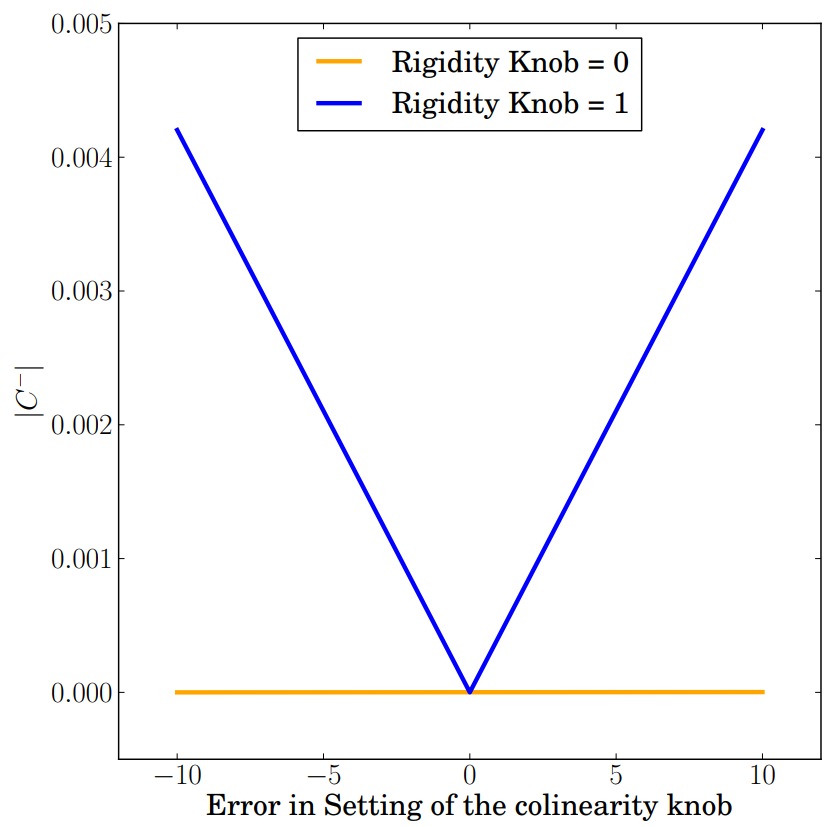 0.005
Rigidity Knob = 0
Rigidity Knob = 1
0.004
0.003
|C⁻|
0.002
0.001
0.000
−10 −5 0 5 10
Error in Setting of the colinearity knob